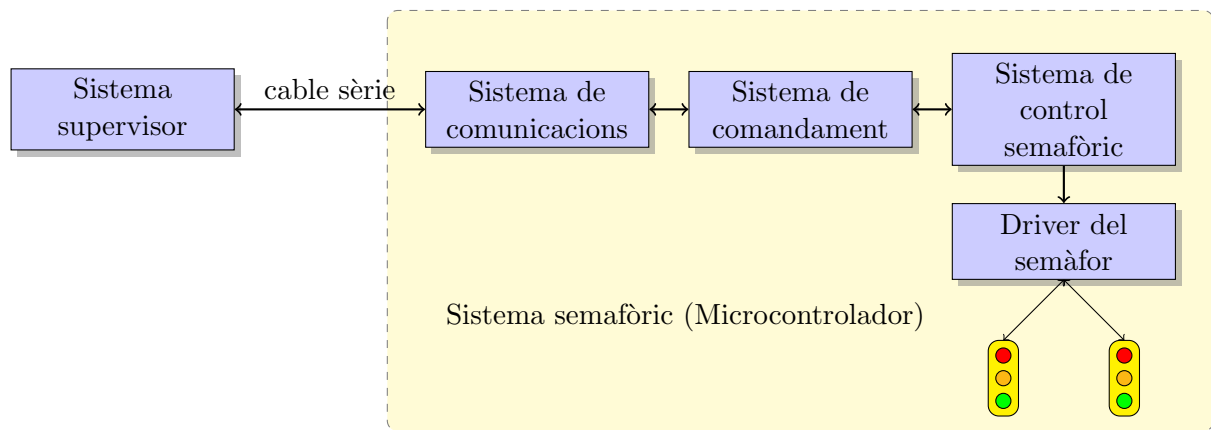 Sistema
supervisor
cable sèrie
Sistema de
comunicacions
Sistema de
comandament
Sistema de
control
semafòric
Driver del
semàfor
Sistema semafòric (Microcontrolador)